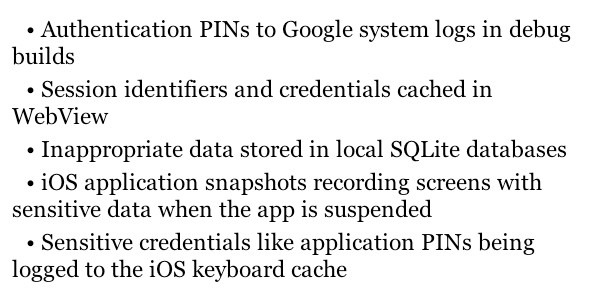 • Authentication PINs to Google system logs in debug
builds
• Session identifiers and credentials cached in
WebView
• Inappropriate data stored in local SQLite databases
• iOS application snapshots recording screens with
sensitive data when the app is suspended
• Sensitive credentials like application PINs being
logged to the iOS keyboard cache